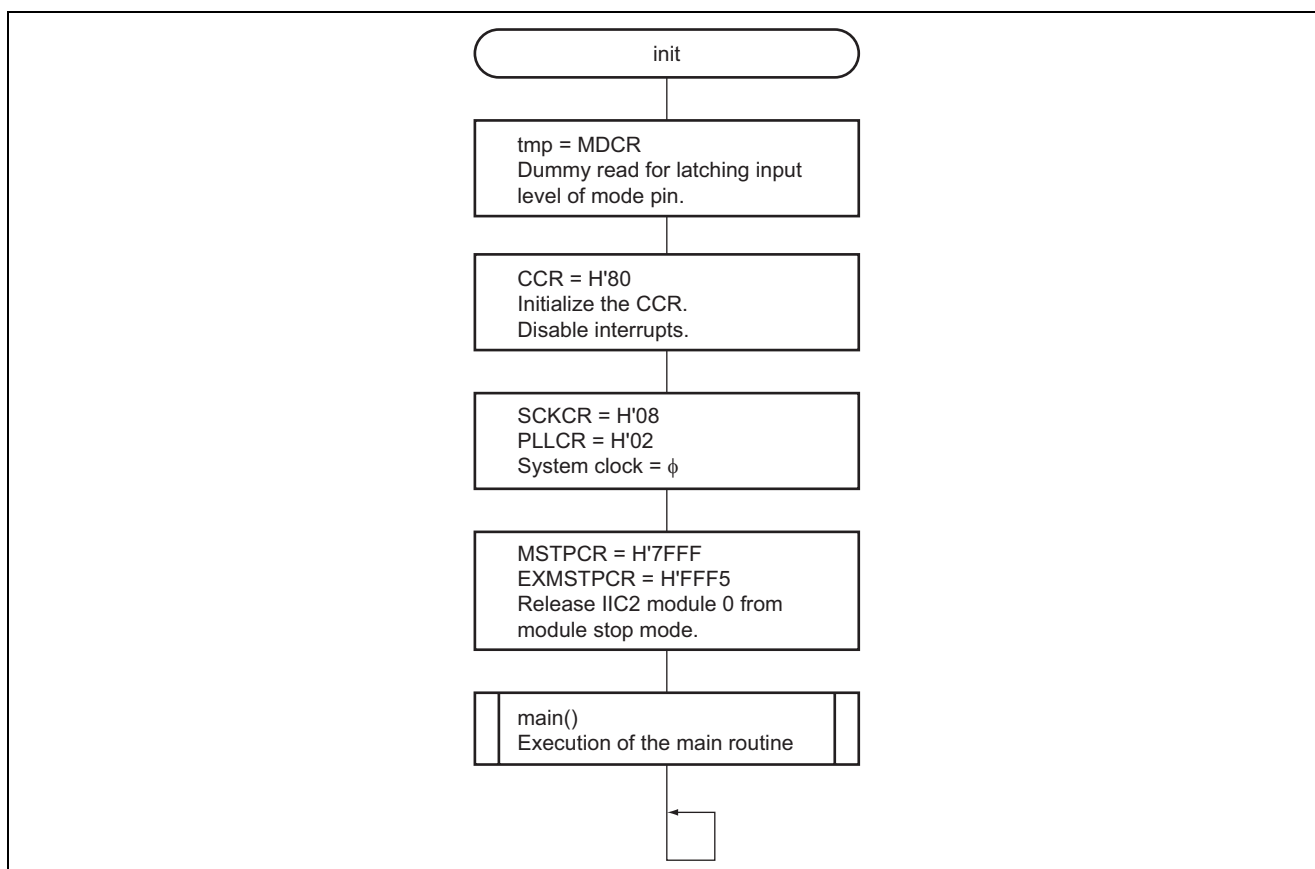 init
tmp = MDCR
Dummy read for latching input
level of mode pin.
CCR = H'80
Initialize the CCR.
Disable interrupts.
SCKCR = H'08
PLLCR = H'02
System clock = ϕ
MSTPCR = H'7FFF
EXMSTPCR = H'FFF5
Release IIC2 module 0 from
module stop mode.
main()
Execution of the main routine